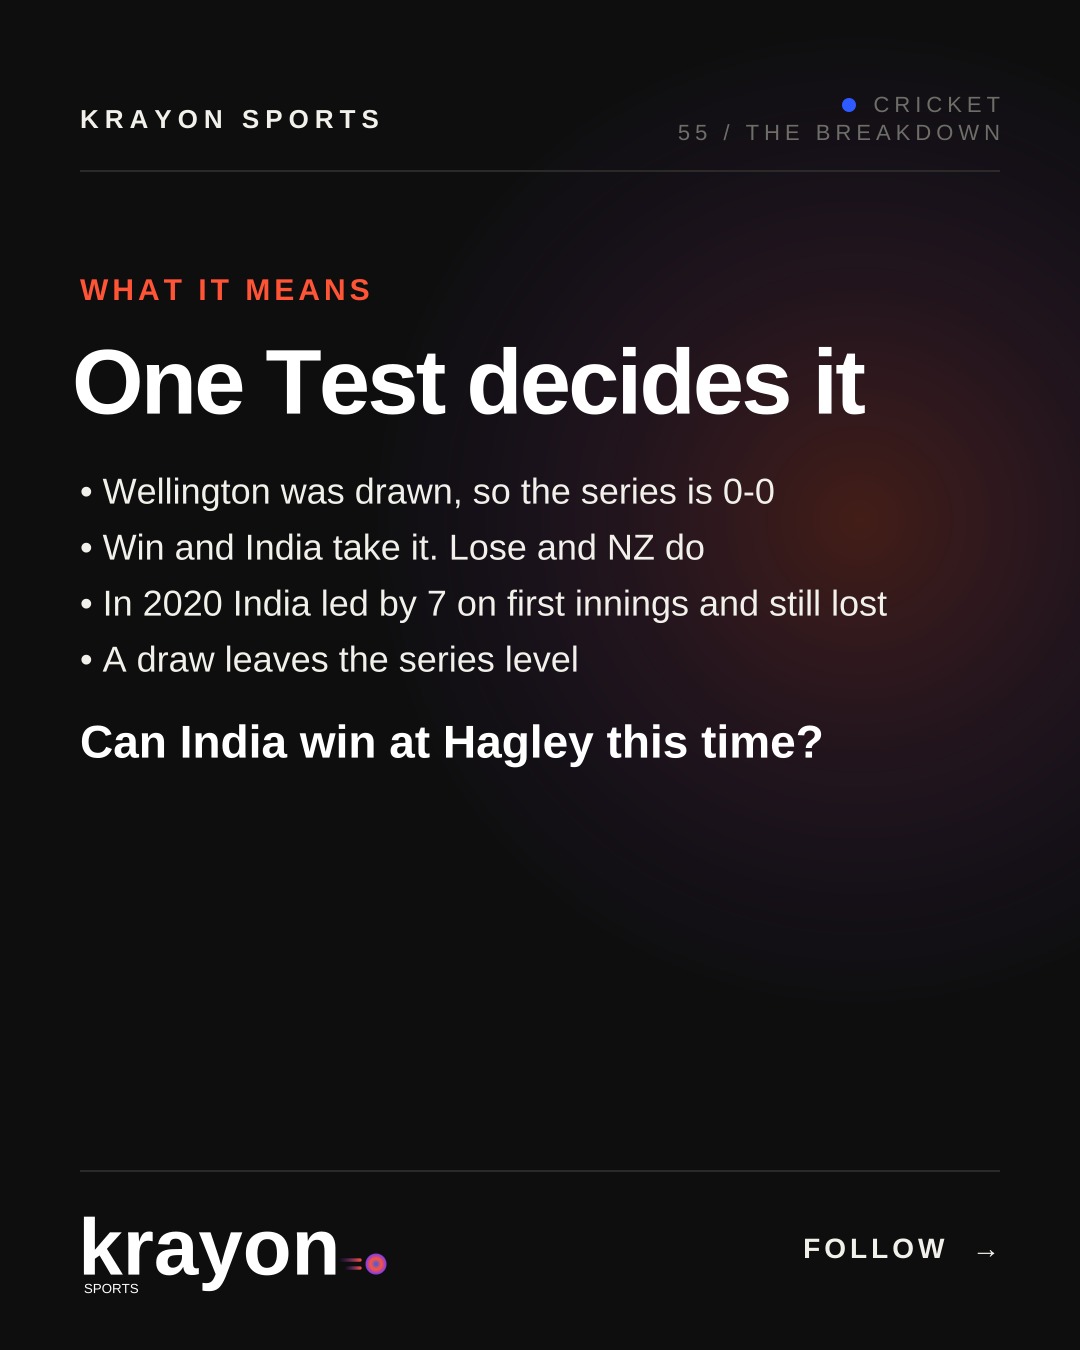 KRAYON SPORTS
CRICKET
55 / THE BREAKDOWN
WHAT IT MEANS
One Test decides it
• Wellington was drawn, so the series is 0-0
• Win and India take it. Lose and NZ do
• In 2020 India led by 7 on first innings and still lost
• A draw leaves the series level
Can India win at Hagley this time?
krayon
SPORTS
FOLLOW →